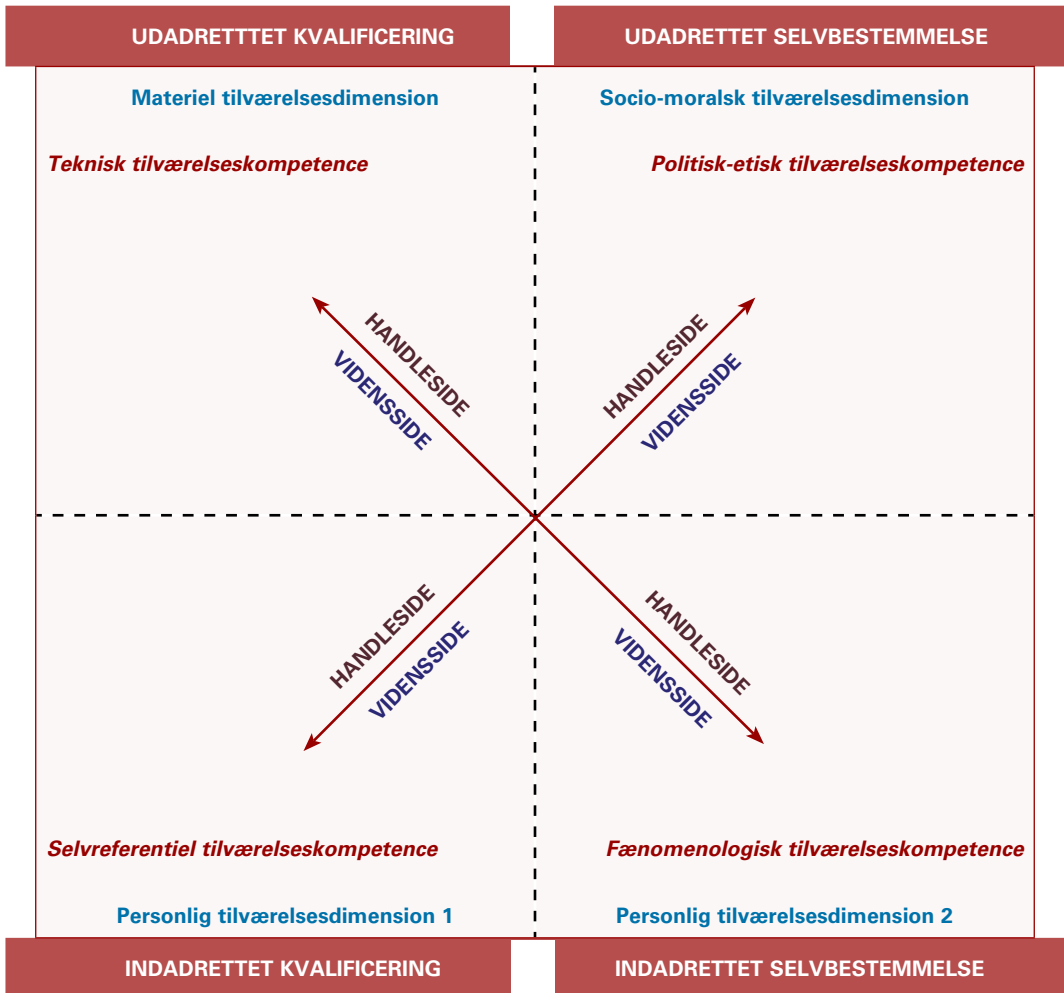 UDADRETTTET KVALIFICERING
UDADRETTET SELVBESTEMMELSE
Materiel tilværelsesdimension
Socio-moralsk tilværelsesdimension
Teknisk tilværelseskompetence
Politisk-etisk tilværelseskompetence
HANDLESIDE
VIDENSSIDE
HANDLESIDE
VIDENSSIDE
HANDLESIDE
VIDENSSIDE
HANDLESIDE
VIDENSSIDE
Selvreferentiel tilværelseskompetence
Fænomenologisk tilværelseskompetence
Personlig tilværelsesdimension 1
Personlig tilværelsesdimension 2
INDADRETTET KVALIFICERING
INDADRETTET SELVBESTEMMELSE